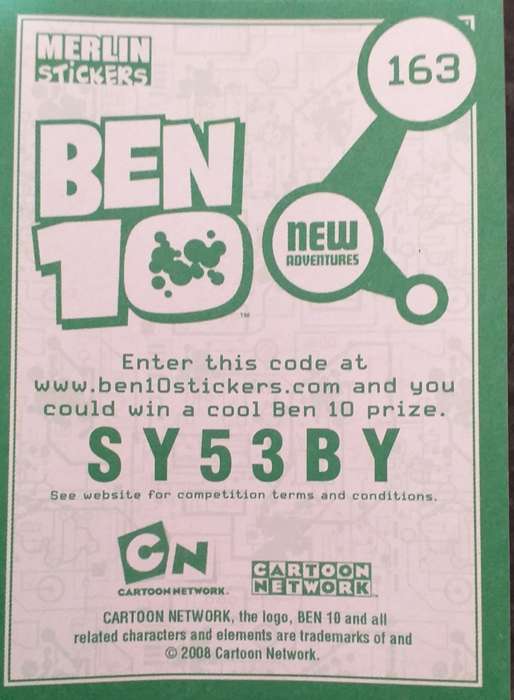 MERLIN
STICKERS
163
BEN
10
™
NEW
ADVENTURES
Enter this code at
www.ben10stickers.com and you
could win a cool Ben 10 prize.
SY53BY
See website for competition terms and conditions.
CN
CARTOON NETWORK.
CARTOON
NETWORK
CARTOON NETWORK, the logo, BEN 10 and all
related characters and elements are trademarks of and
© 2008 Cartoon Network.